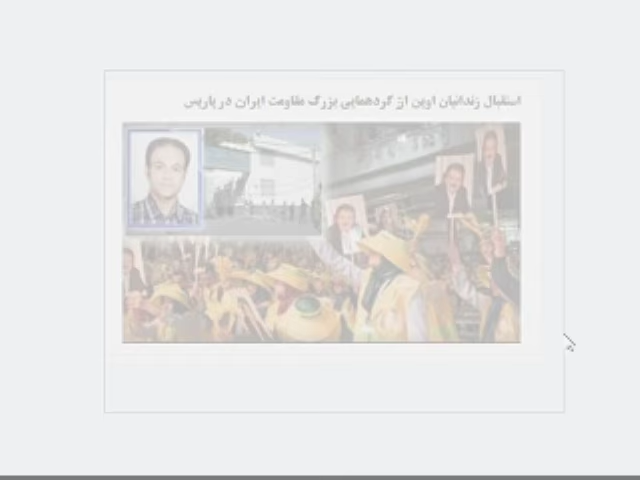 استقبال زندانیان اوین از گردهمایی بزرگ مقاومت ایران در پاریس